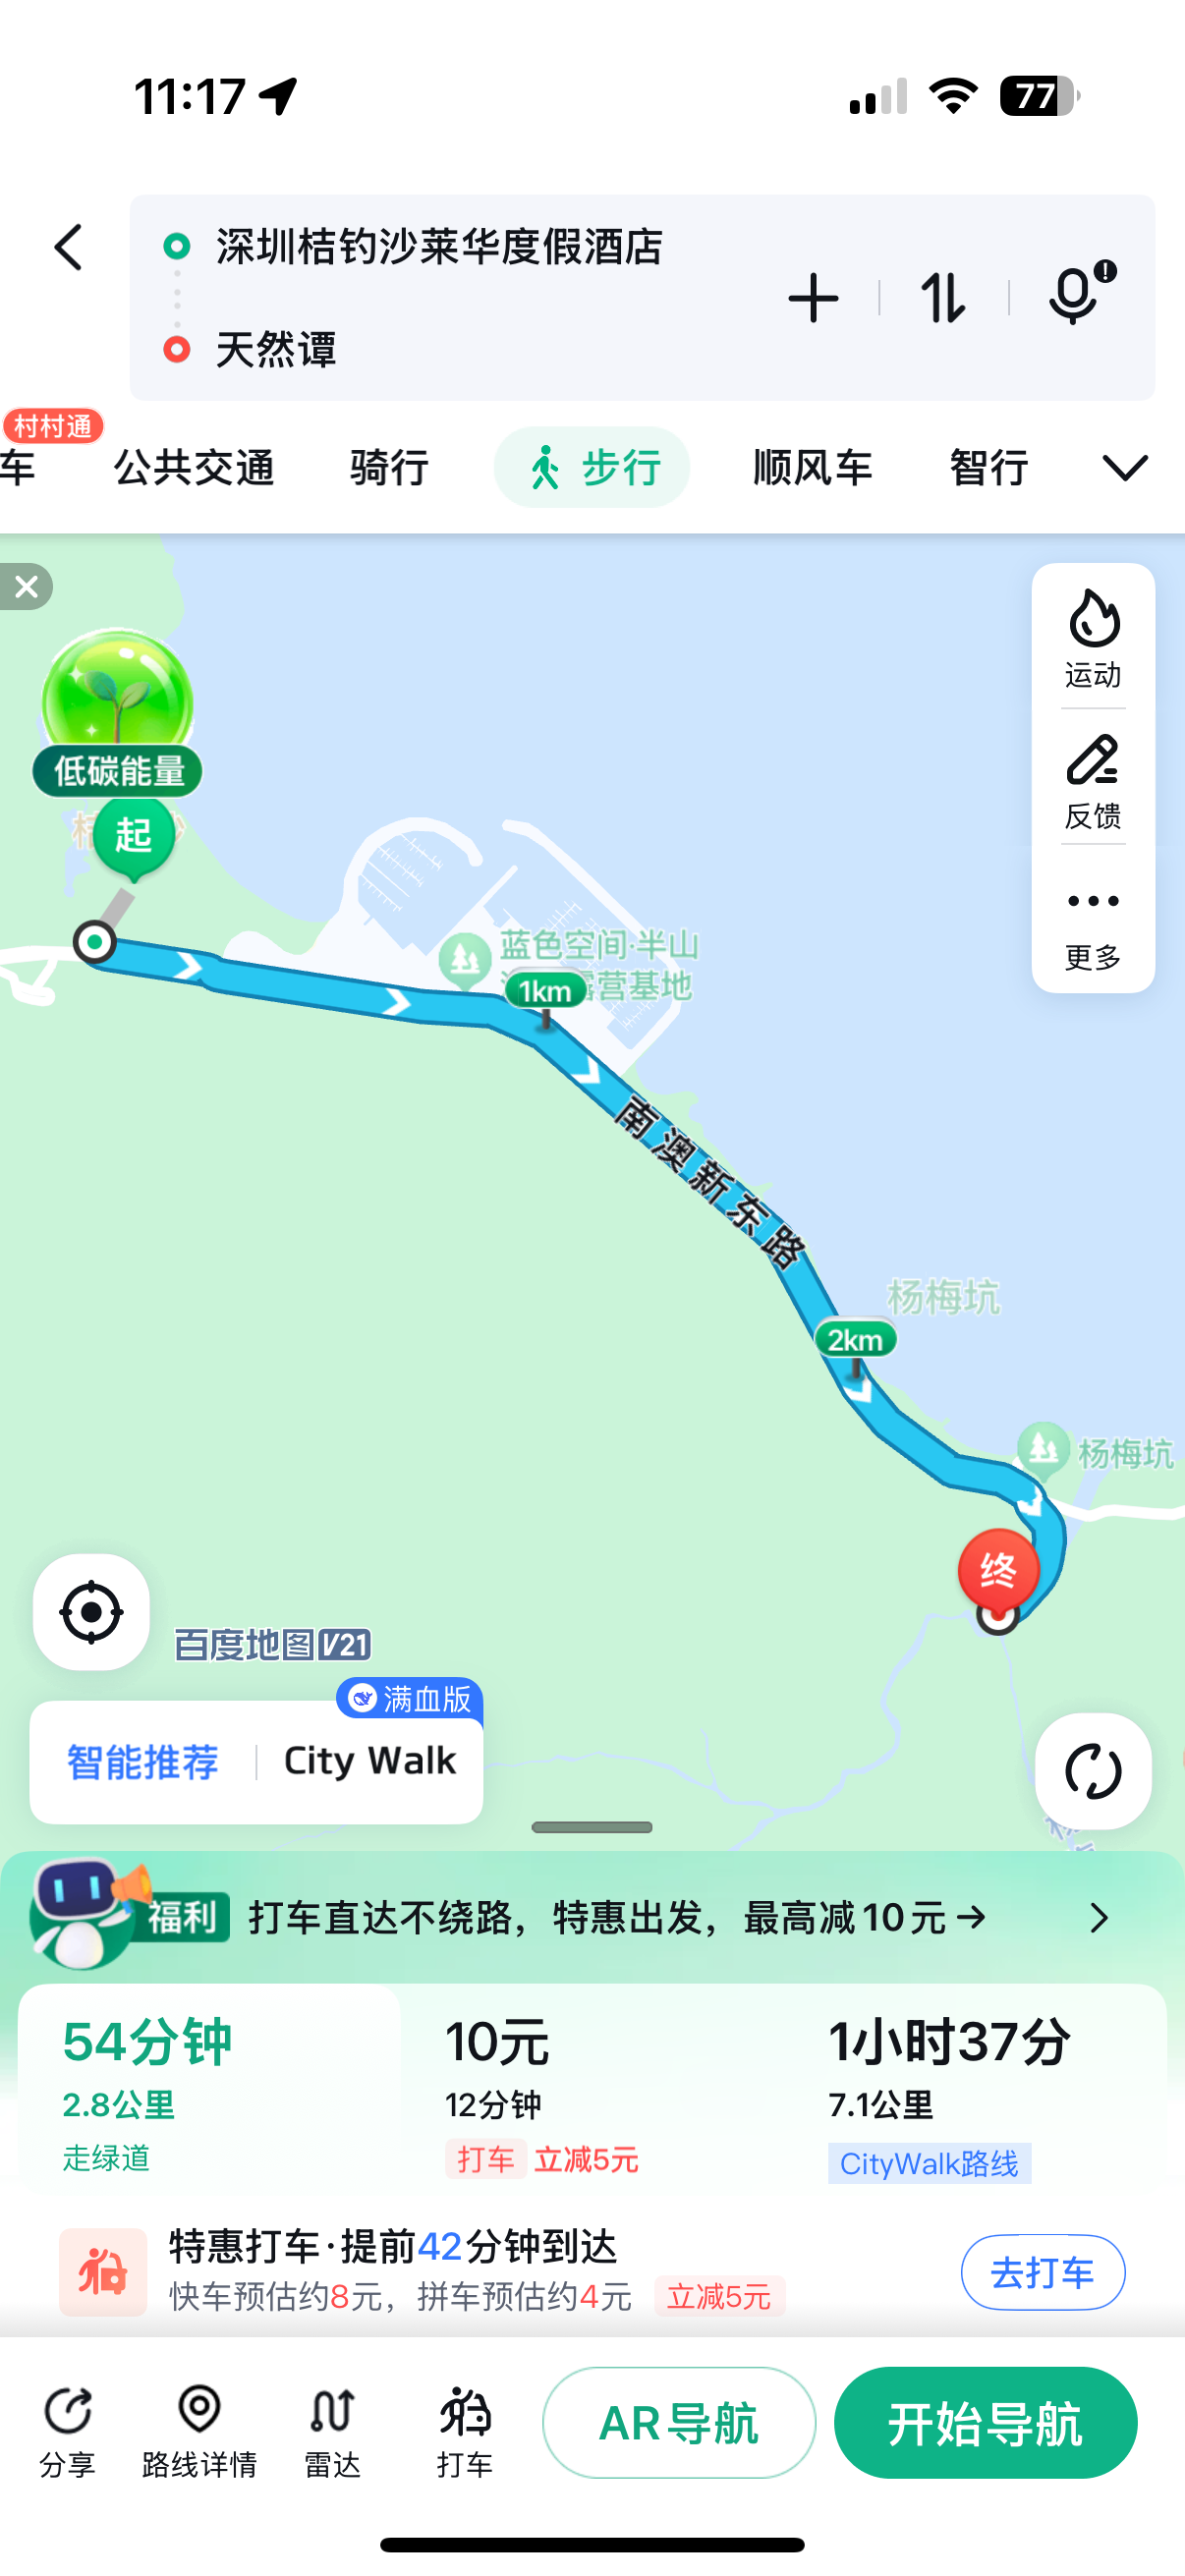 11:17
77
深圳桔钓沙莱华度假酒店
天然谭
村村通
车
公共交通
骑行
步行
顺风车
智行
运动
反馈
更多
低碳能量
起
蓝色空间·半山
露营基地
1km
南澳新东路
杨梅坑
2km
杨梅坑
终
百度地图V21
满血版
智能推荐
City Walk
福利
打车直达不绕路，特惠出发，最高减10元→
54分钟
2.8公里
走绿道
10元
12分钟
打车 立减5元
1小时37分
7.1公里
CityWalk路线
特惠打车·提前42分钟到达
快车预估约8元，拼车预估约4元 立减5元
去打车
分享
路线详情
雷达
打车
AR导航
开始导航